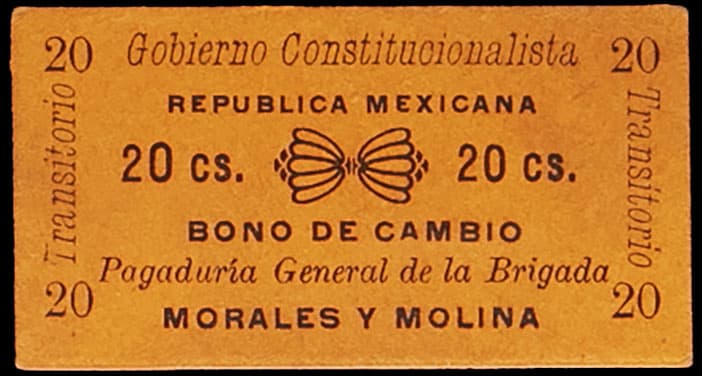 20 Gobierno Constitucionalista 20
Transitorio
REPUBLICA MEXICANA
20 cs. 20 cs.
BONO DE CAMBIO
Pagaduría General de la Brigada
MORALES Y MOLINA
Transitorio
20 20